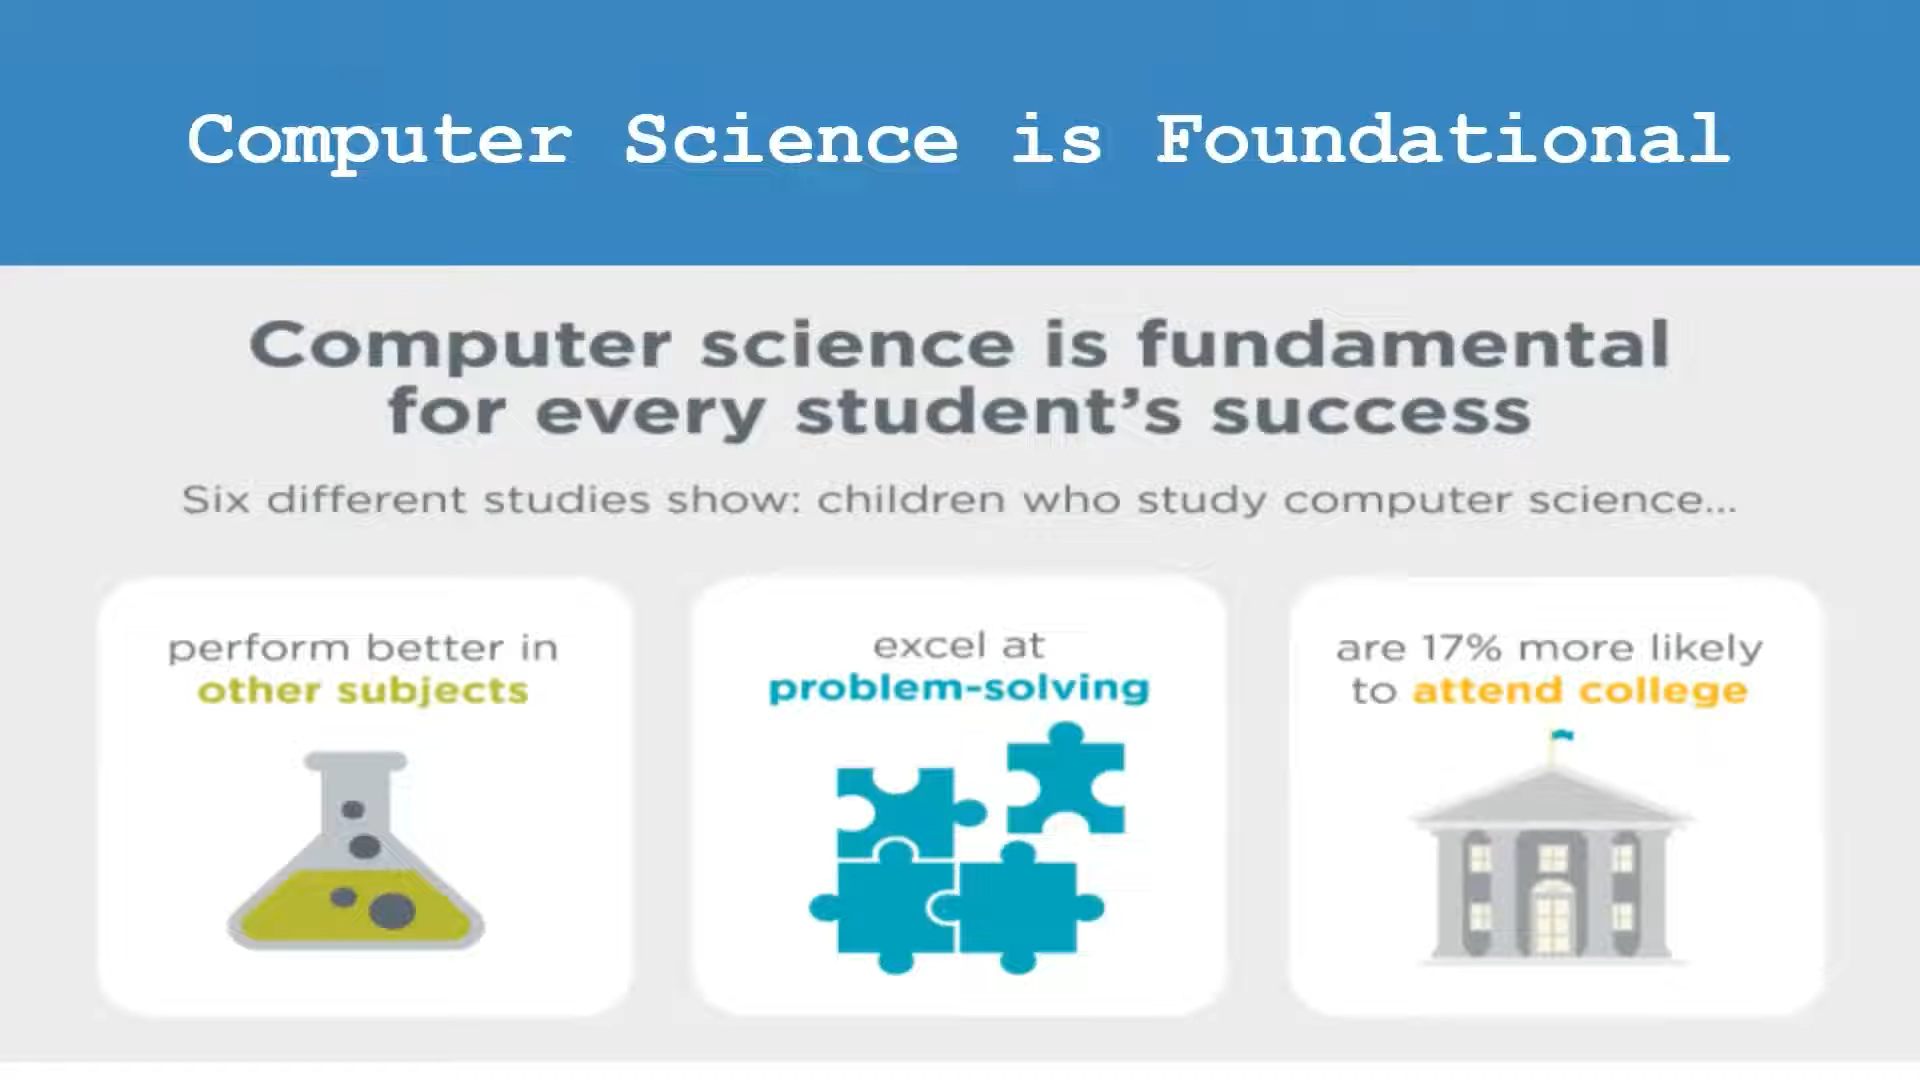 Computer Science is Foundational
Computer science is fundamental
for every student’s success
Six different studies show: children who study computer science...
perform better in
other subjects
excel at
problem-solving
are 17% more likely
to attend college